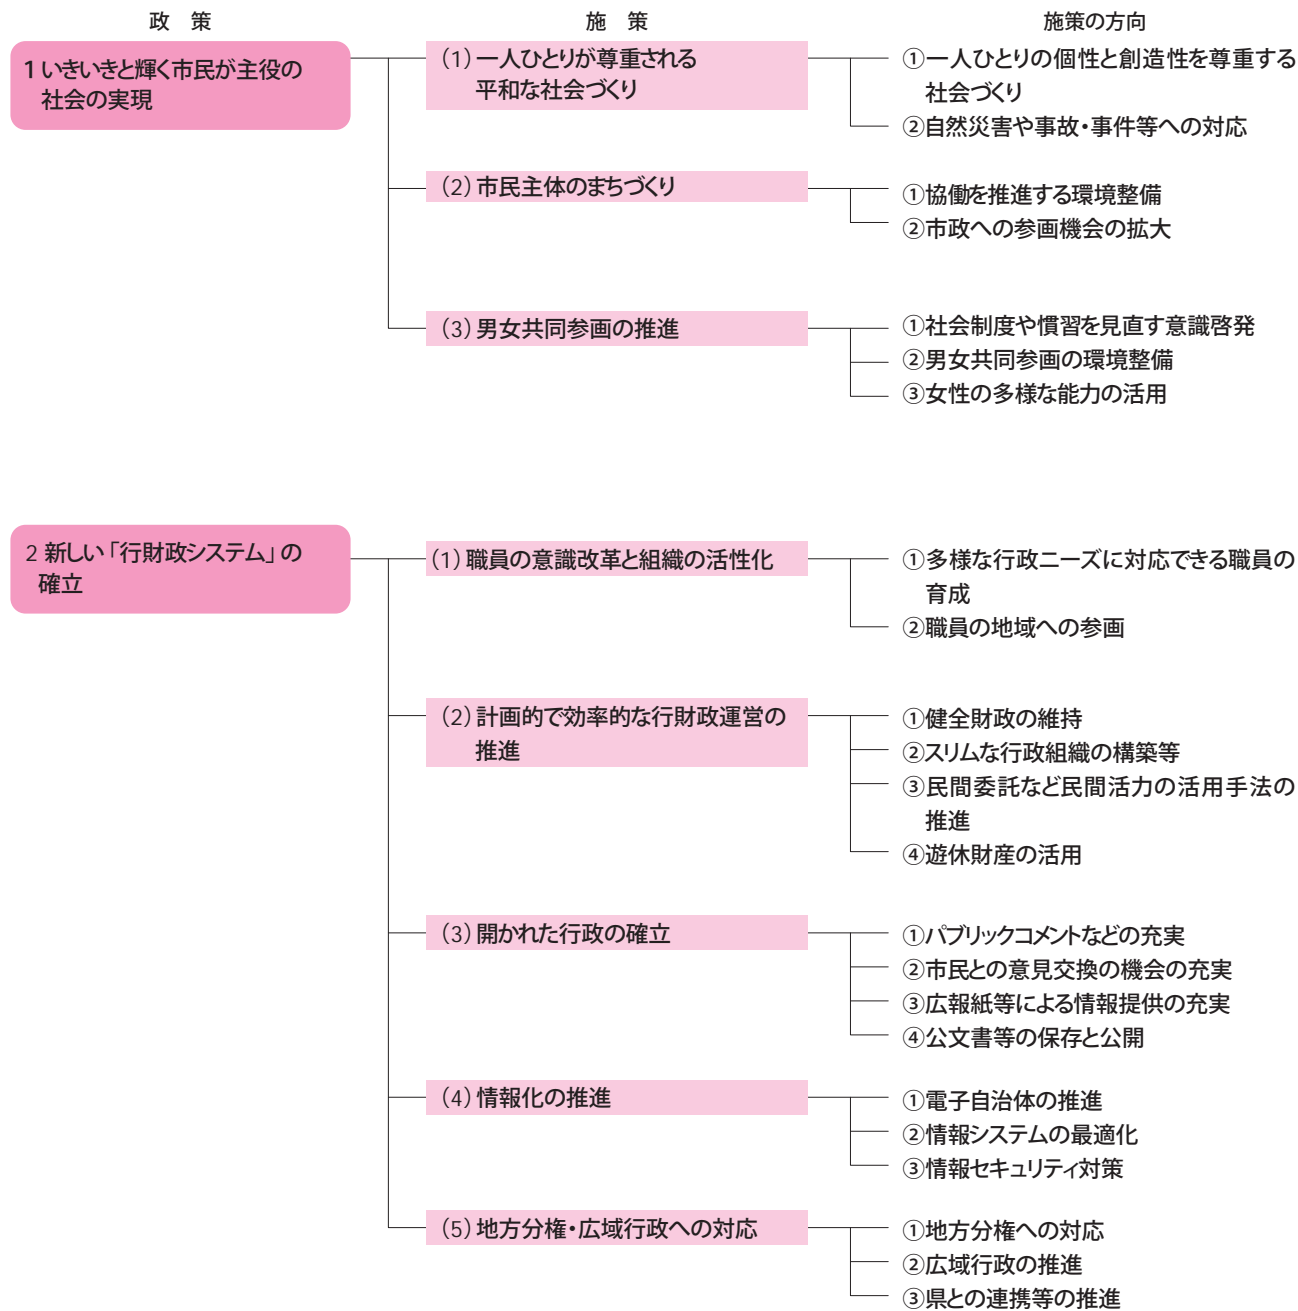 政　策
施　策
施策の方向
1 いきいきと輝く市民が主役の
社会の実現
(1) 一人ひとりが尊重される
平和な社会づくり
①一人ひとりの個性と創造性を尊重する
社会づくり
②自然災害や事故・事件等への対応
(2) 市民主体のまちづくり
①協働を推進する環境整備
②市政への参画機会の拡大
(3) 男女共同参画の推進
①社会制度や慣習を見直す意識啓発
②男女共同参画の環境整備
③女性の多様な能力の活用
2 新しい「行財政システム」の
確立
(1) 職員の意識改革と組織の活性化
①多様な行政ニーズに対応できる職員の
育成
②職員の地域への参画
(2) 計画的で効率的な行財政運営の
推進
①健全財政の維持
②スリムな行政組織の構築等
③民間委託など民間活力の活用手法の
推進
④遊休財産の活用
(3) 開かれた行政の確立
①パブリックコメントなどの充実
②市民との意見交換の機会の充実
③広報紙等による情報提供の充実
④公文書等の保存と公開
(4) 情報化の推進
①電子自治体の推進
②情報システムの最適化
③情報セキュリティ対策
(5) 地方分権・広域行政への対応
①地方分権への対応
②広域行政の推進
③県との連携等の推進